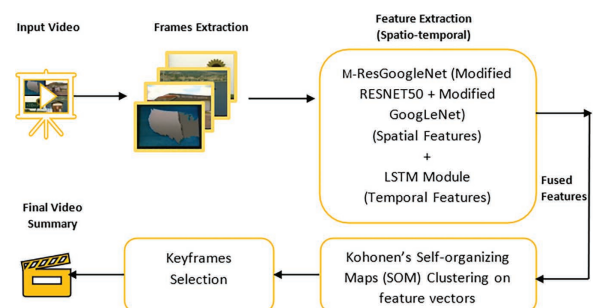 Input Video
Frames Extraction
Feature Extraction
(Spatio-temporal)
M-ResGoogleNet (Modified
RESNET50 + Modified
GoogLeNet)
(Spatial Features)
+
LSTM Module
(Temporal Features)
Fused
Features
Final Video
Summary
Keyframes
Selection
Kohonen's Self-organizing
Maps (SOM) Clustering on
feature vectors